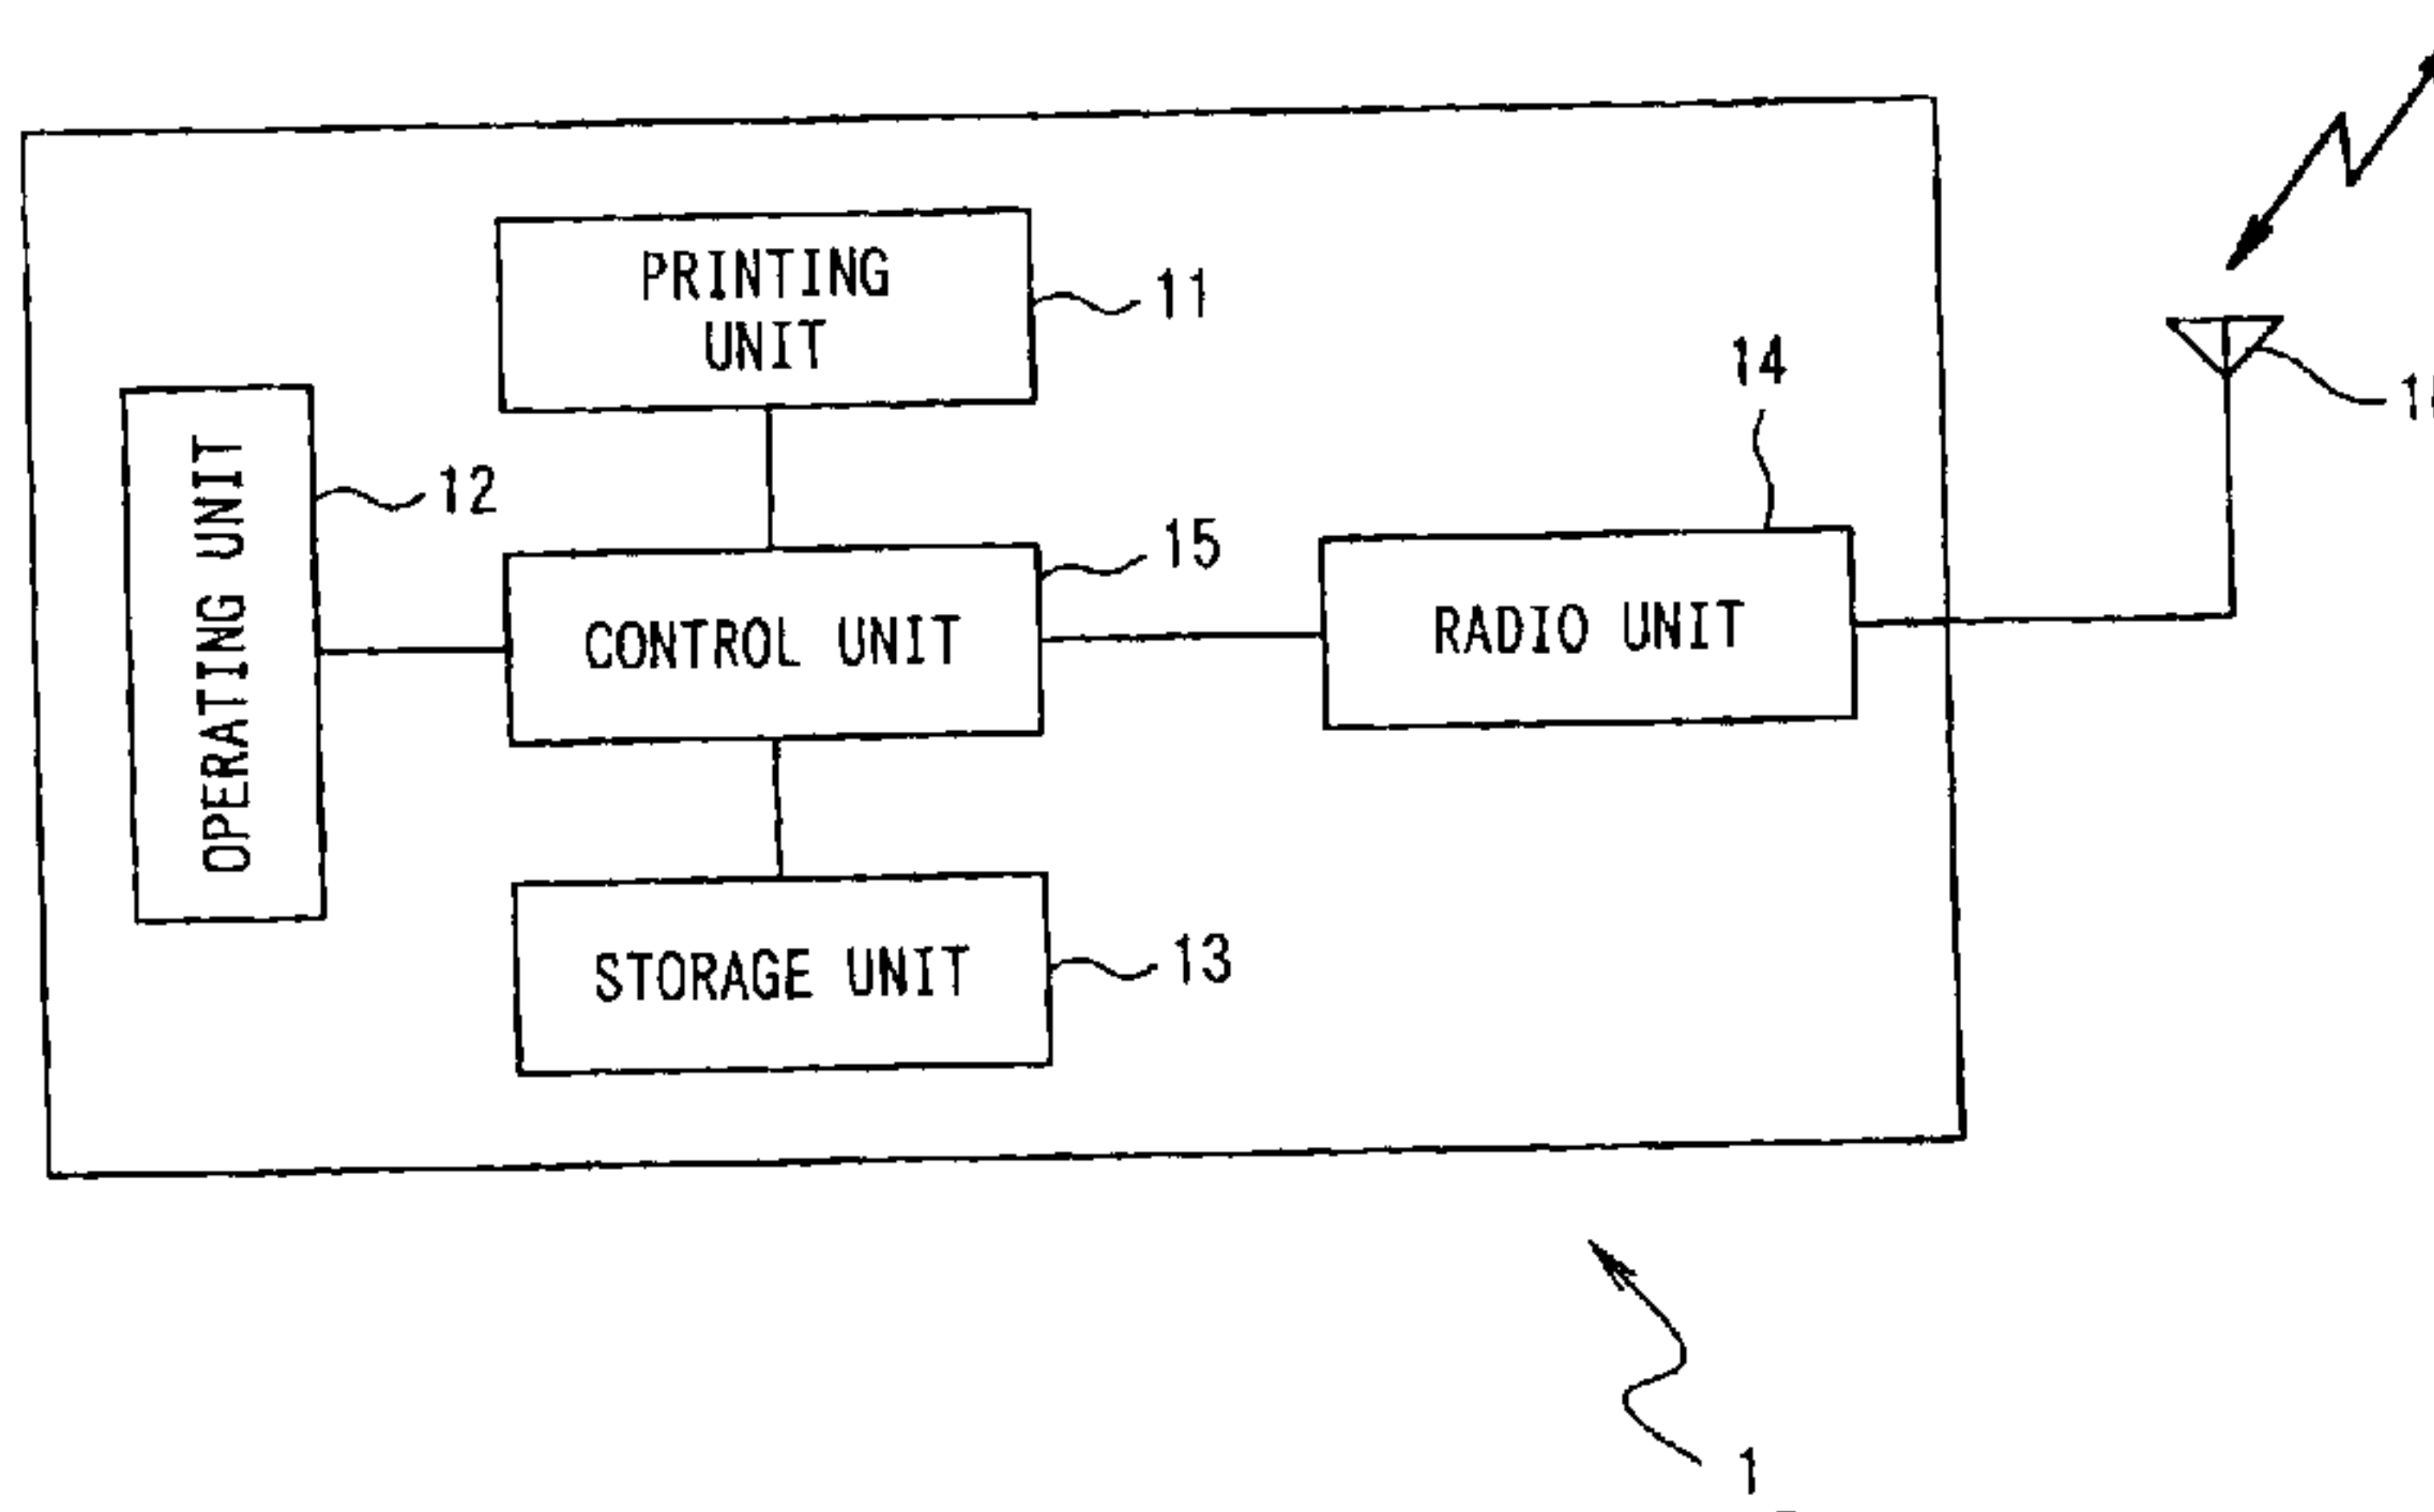 PRINTING
UNIT
11
14
12
OPERATING UNIT
15
CONTROL UNIT
RADIO UNIT
STORAGE UNIT
13
1